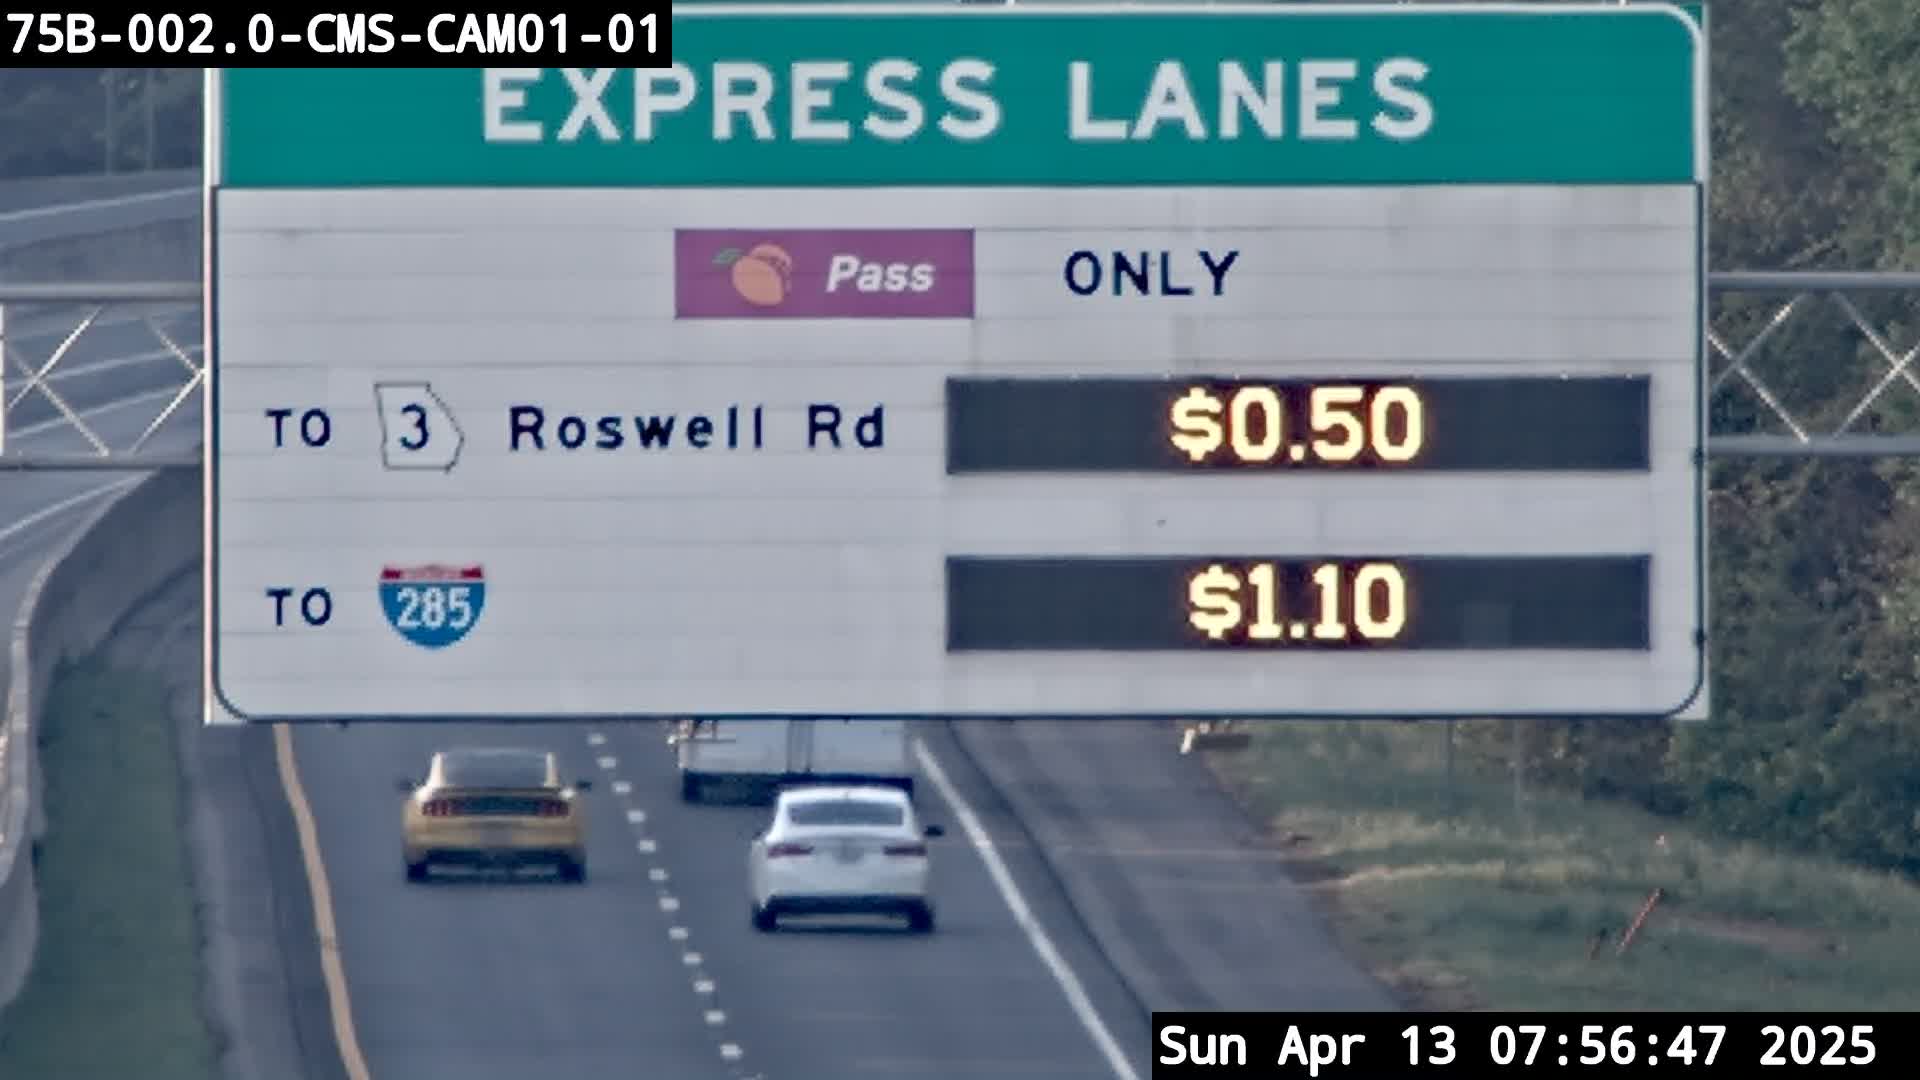 75B-002.0-CMS-CAM01-01
EXPRESS LANES
Pass ONLY
TO 3 Roswell Rd $0.50
TO 285 $1.10
Sun Apr 13 07:56:47 2025